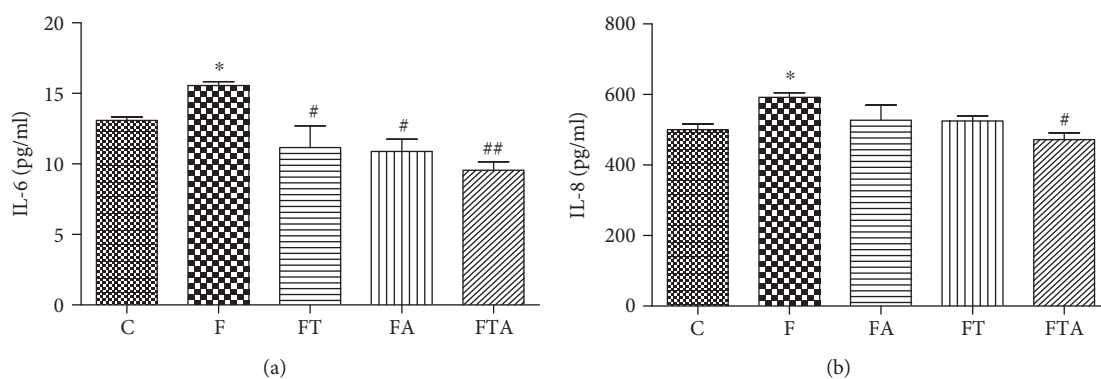 20
15
10
5
0
IL-6 (pg/ml)
*
#
#
##
C F FT FA FTA
(a)
800
600
400
200
0
IL-8 (pg/ml)
*
#
C F FA FT FTA
(b)